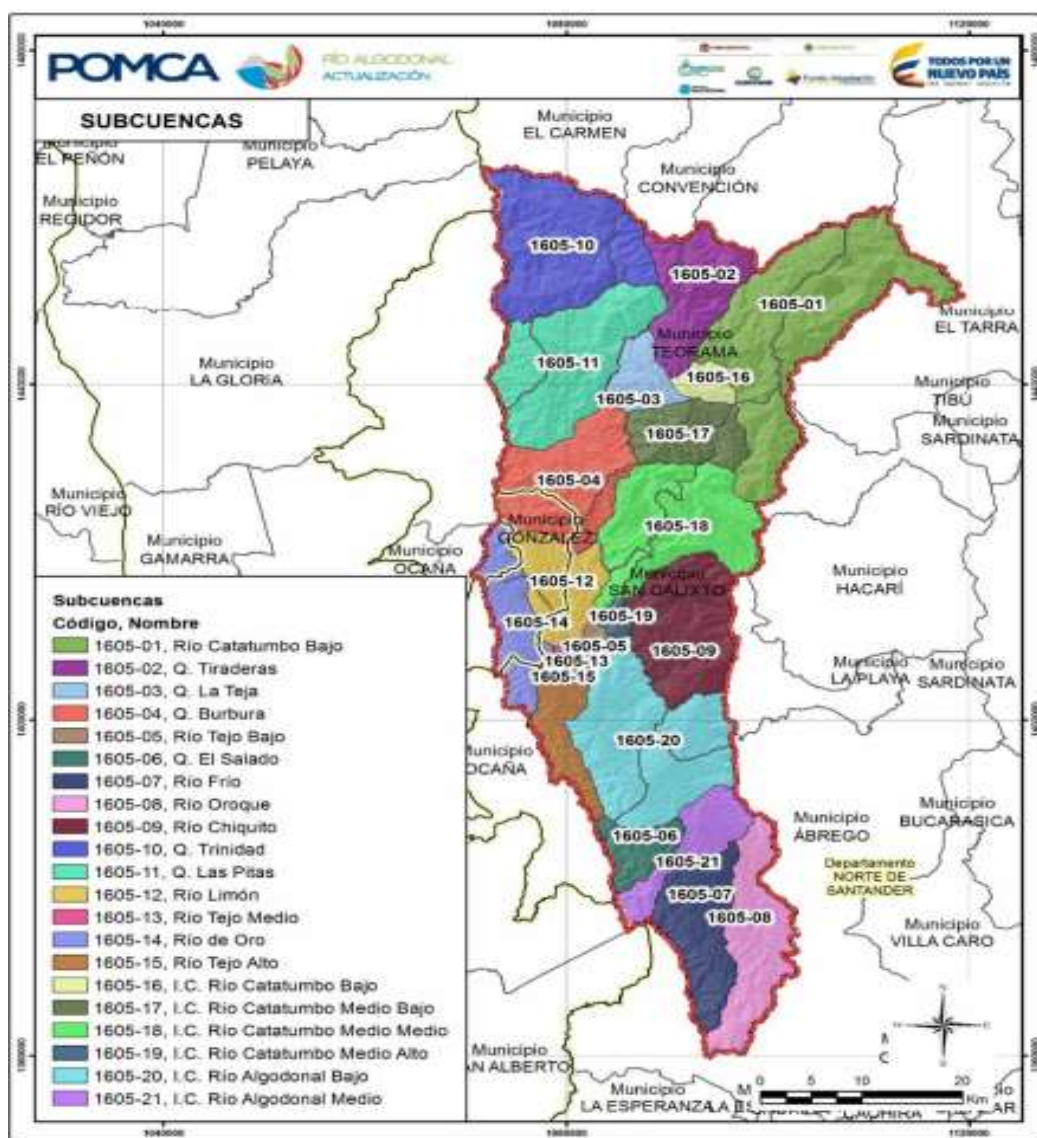 1040000
1080000
1120000
POMCA
RÍO ALGODONAL
ACTUALIZACIÓN
TODOS POR UN
NUEVO PAÍS
SUBCUENCAS
Municipio
EL CARMEN
Municipio
EL PEÑÓN
Municipio
PELAYA
Municipio
CONVENCIÓN
Municipio
REGIDOR
1605-10
1605-02
1605-01
Municipio
EL TARRA
Municipio
TEORAMA
Municipio
LA GLORIA
1605-11
1605-16
1605-03
Municipio
TIBÚ
Municipio
SARDINATA
1605-17
1605-04
Municipio
RÍO VIEJO
Municipio
GAMARRA
Municipio
OCAÑA
Municipio
GONZÁLEZ
1605-18
Municipio
HACARÍ
1605-12
Municipio
SAN CALIXTO
1605-19
1605-14
1605-05
1605-13
1605-15
1605-09
Municipio
LA PLAYA
Municipio
SARDINATA
1605-20
Municipio
OCAÑA
1605-06
1605-21
1605-07
1605-08
Municipio
ÁBREGO
Municipio
BUCARASICA
Departamento
NORTE DE
SANTANDER
Municipio
VILLA CARO
Subcuencas
Código, Nombre
1605-01, Río Catatumbo Bajo
1605-02, Q. Tiraderas
1605-03, Q. La Teja
1605-04, Q. Burbura
1605-05, Río Tejo Bajo
1605-06, Q. El Salado
1605-07, Río Frío
1605-08, Río Oroque
1605-09, Río Chiquito
1605-10, Q. Trinidad
1605-11, Q. Las Pitas
1605-12, Río Limón
1605-13, Río Tejo Medio
1605-14, Río de Oro
1605-15, Río Tejo Alto
1605-16, I.C. Río Catatumbo Bajo
1605-17, I.C. Río Catatumbo Medio Bajo
1605-18, I.C. Río Catatumbo Medio Medio
1605-19, I.C. Río Catatumbo Medio Alto
1605-20, I.C. Río Algodonal Bajo
1605-21, I.C. Río Algodonal Medio
Municipio
AN ALBERTO
Municipio
LA ESPERANZA
0 5 10 20
Km
1040000
1080000
1120000